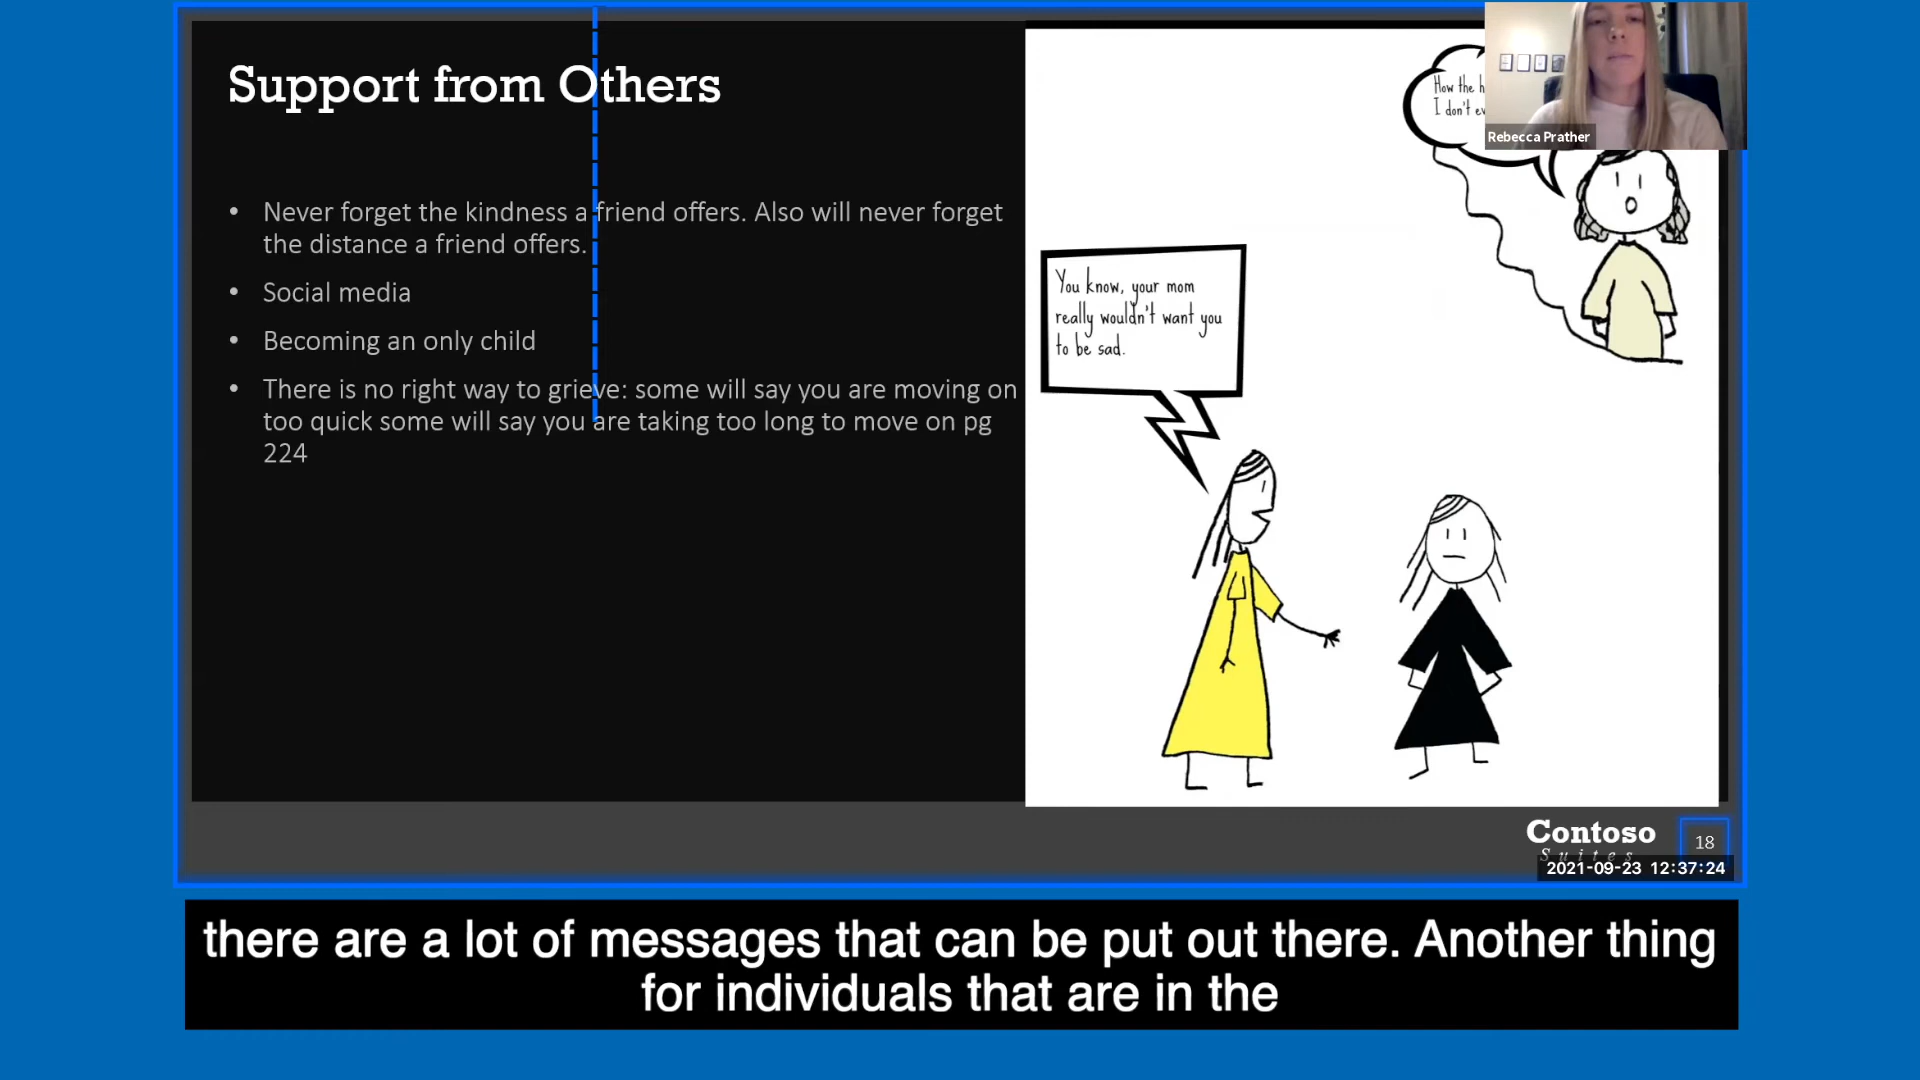 Support from Others
• Never forget the kindness a friend offers. Also will never forget
the distance a friend offers.
• Social media
• Becoming an only child
• There is no right way to grieve: some will say you are moving on
too quick some will say you are taking too long to move on pg
224
How the
I don't
Rebecca Prather
You know, your mom
really wouldn't want you
to be sad.
Contoso
Suites
18
2021-09-23 12:37:24
there are a lot of messages that can be put out there. Another thing
for individuals that are in the